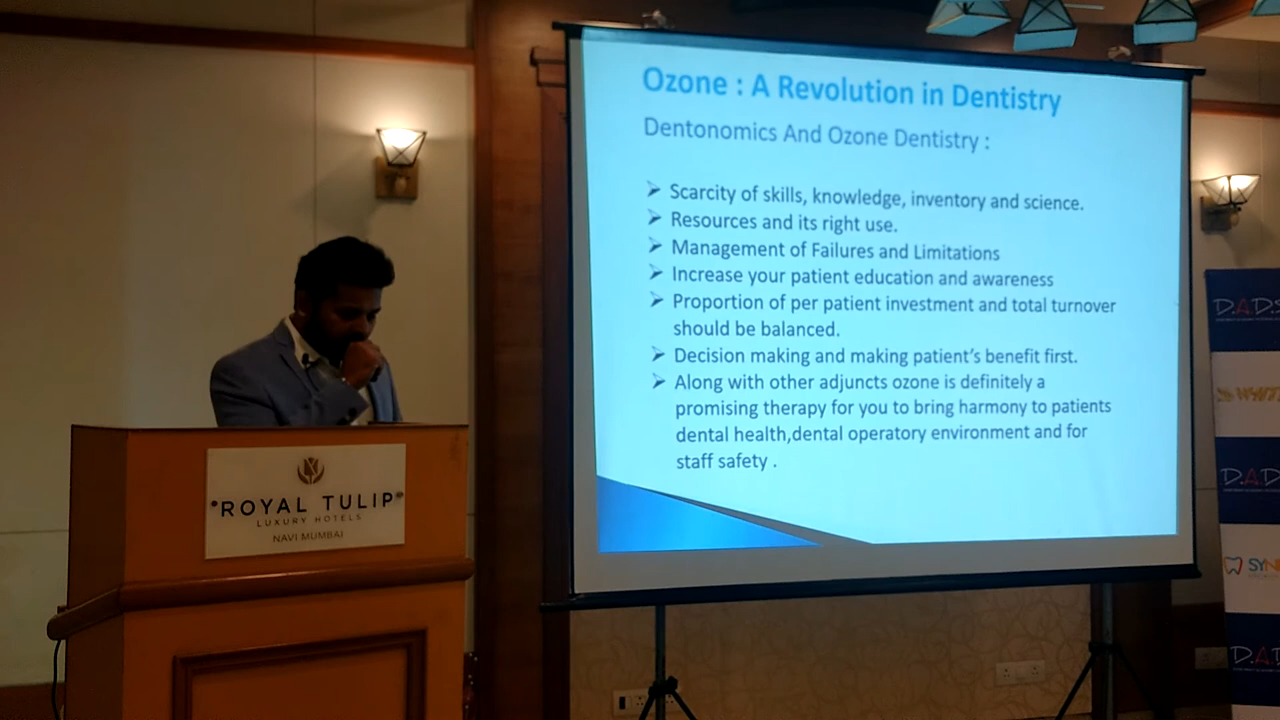 Ozone : A Revolution in Dentistry
Dentonomics And Ozone Dentistry :
➢ Scarcity of skills, knowledge, inventory and science.
➢ Resources and its right use.
➢ Management of Failures and Limitations
➢ Increase your patient education and awareness
➢ Proportion of per patient investment and total turnover
should be balanced.
➢ Decision making and making patient's benefit first.
➢ Along with other adjuncts ozone is definitely a
promising therapy for you to bring harmony to patients
dental health,dental operatory environment and for
staff safety .
ROYAL TULIP
LUXURY HOTELS
NAVI MUMBAI
D.A.D.S
D.A.D
SYN
D.A.D